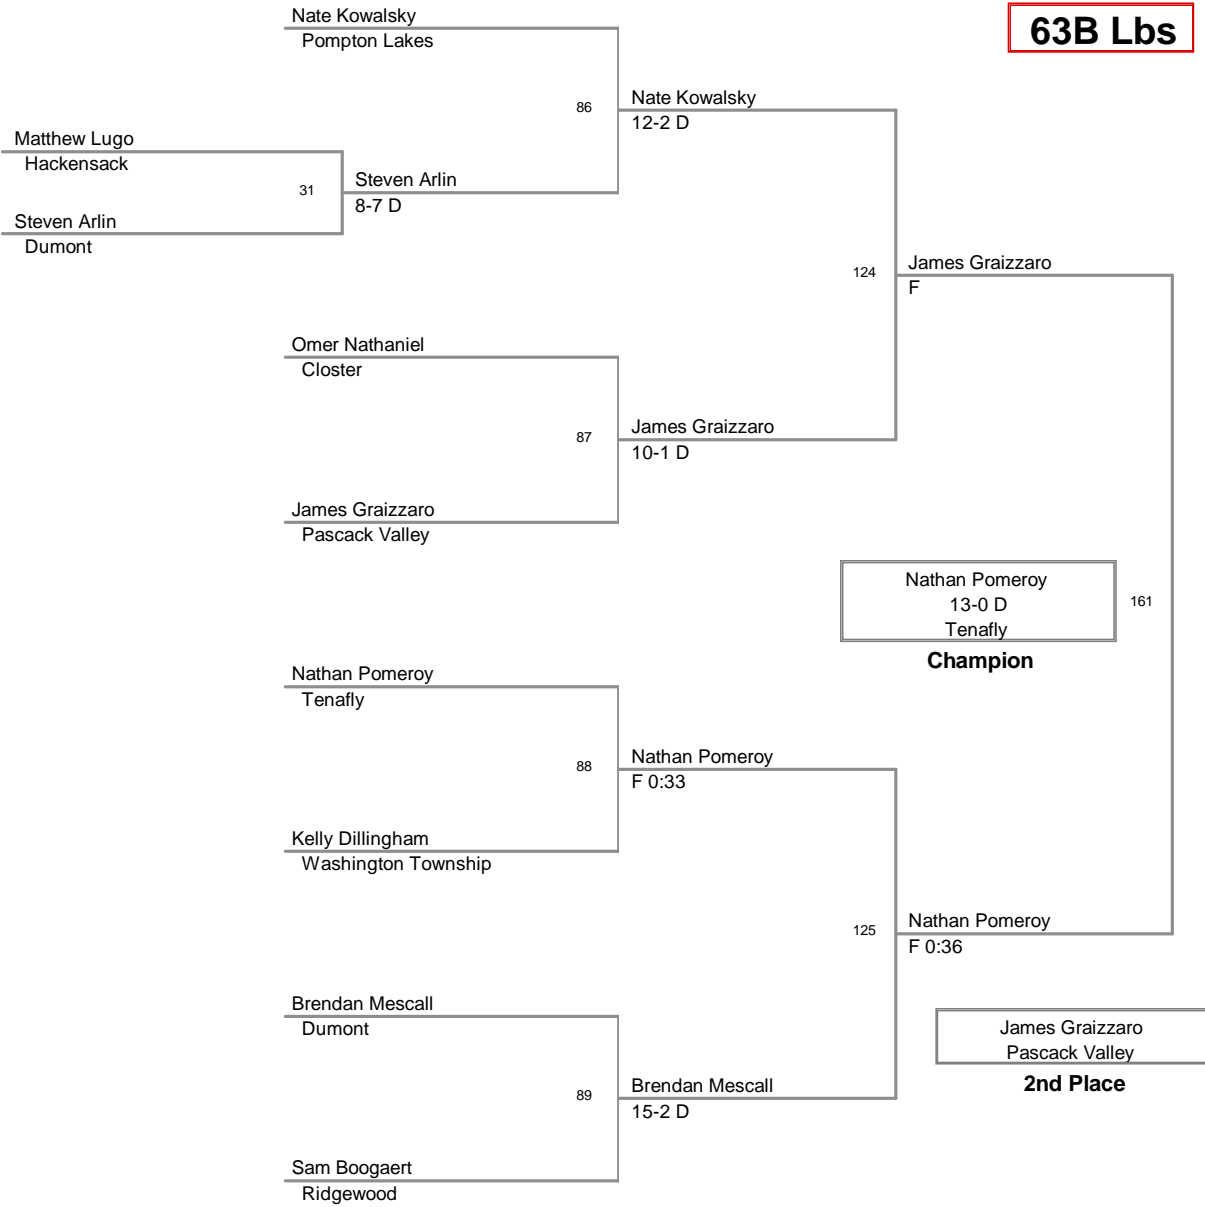 Nate Kowalsky
Pompton Lakes
63B Lbs
86
Nate Kowalsky
12-2 D
Matthew Lugo
Hackensack
31
Steven Arlin
8-7 D
Steven Arlin
Dumont
124
James Graizzaro
F
Omer Nathaniel
Closter
87
James Graizzaro
10-1 D
James Graizzaro
Pascack Valley
Nathan Pomeroy
13-0 D
Tenafly
161
Champion
Nathan Pomeroy
Tenafly
88
Nathan Pomeroy
F 0:33
Kelly Dillingham
Washington Township
125
Nathan Pomeroy
F 0:36
Brendan Mescall
Dumont
James Graizzaro
Pascack Valley
2nd Place
89
Brendan Mescall
15-2 D
Sam Boogaert
Ridgewood